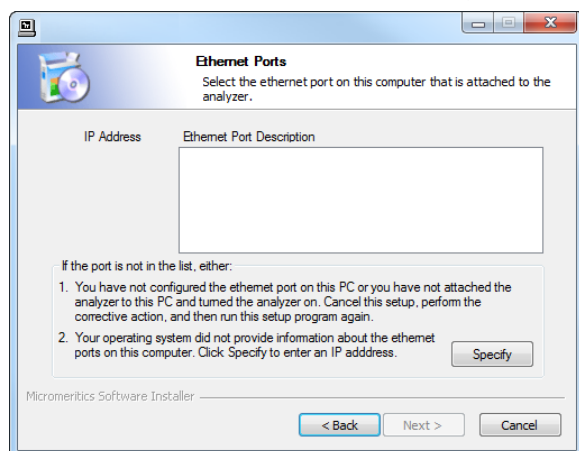 Ethernet Ports
Select the ethernet port on this computer that is attached to the
analyzer.
IP Address Ethernet Port Description
If the port is not in the list, either:
1. You have not configured the ethernet port on this PC or you have not attached the
analyzer to this PC and turned the analyzer on. Cancel this setup, perform the
corrective action, and then run this setup program again.
2. Your operating system did not provide information about the ethernet
ports on this computer. Click Specify to enter an IP adddress.
Specify
Micromeritics Software Installer
< Back Next > Cancel